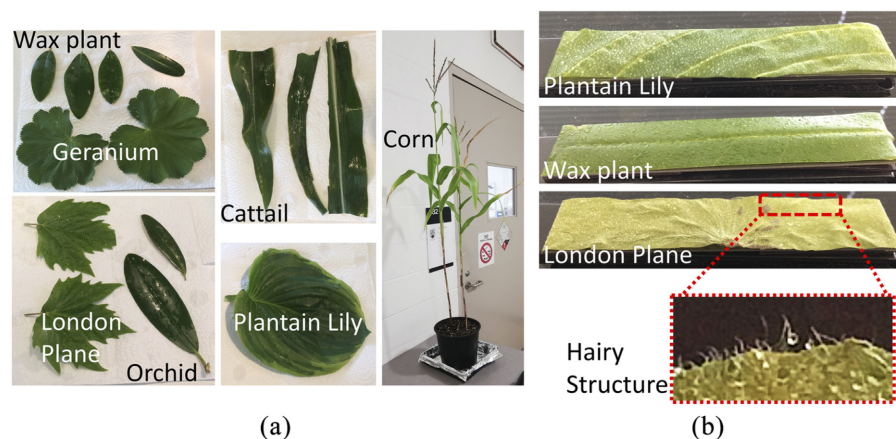 Wax plant
Geranium
London
Plane
Orchid
Cattail
Plantain Lily
Corn
(a)
Plantain Lily
Wax plant
London Plane
Hairy
Structure
(b)